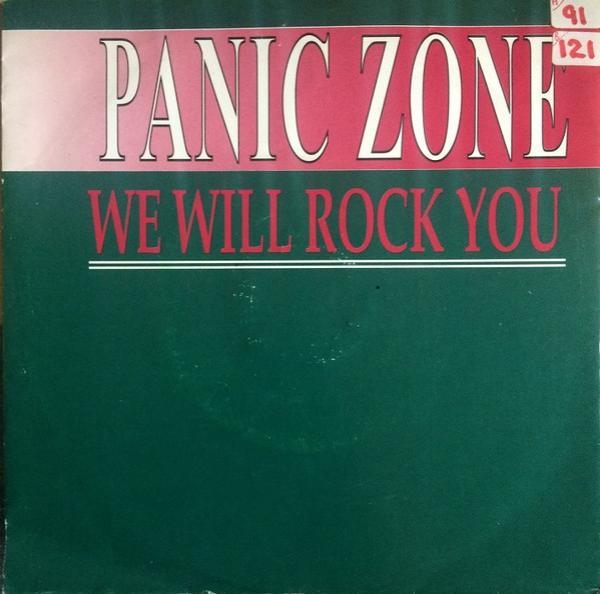 PANIC ZONE
WE WILL ROCK YOU
A/ 91
B/ 121